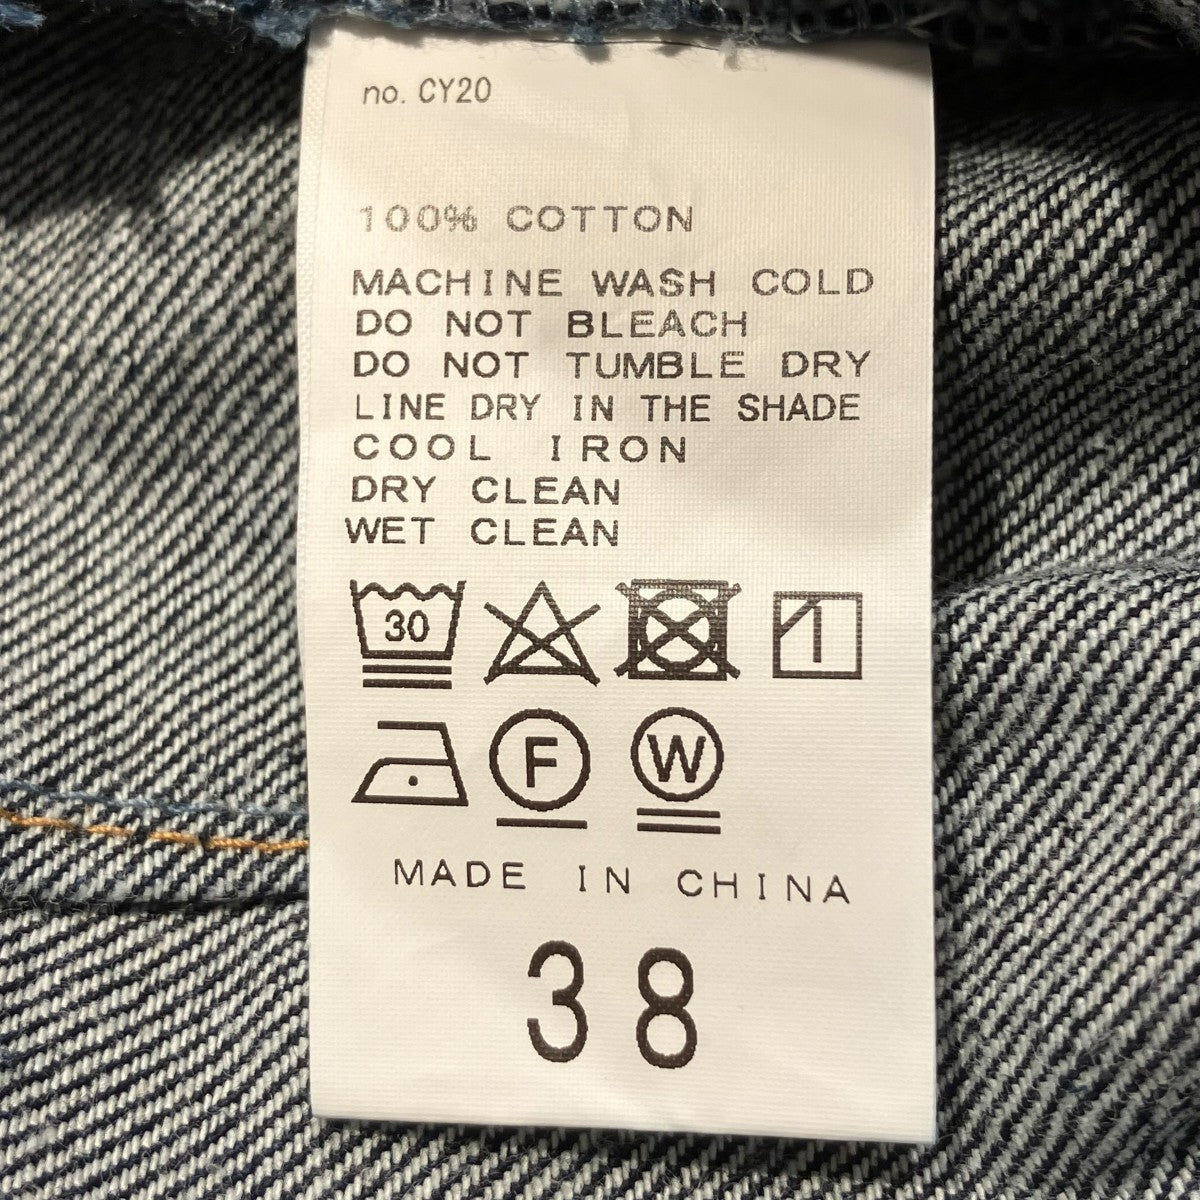 no. CY20
100% COTTON
MACHINE WASH COLD
DO NOT BLEACH
DO NOT TUMBLE DRY
LINE DRY IN THE SHADE
COOL IRON
DRY CLEAN
WET CLEAN
30
F W
MADE IN CHINA
38